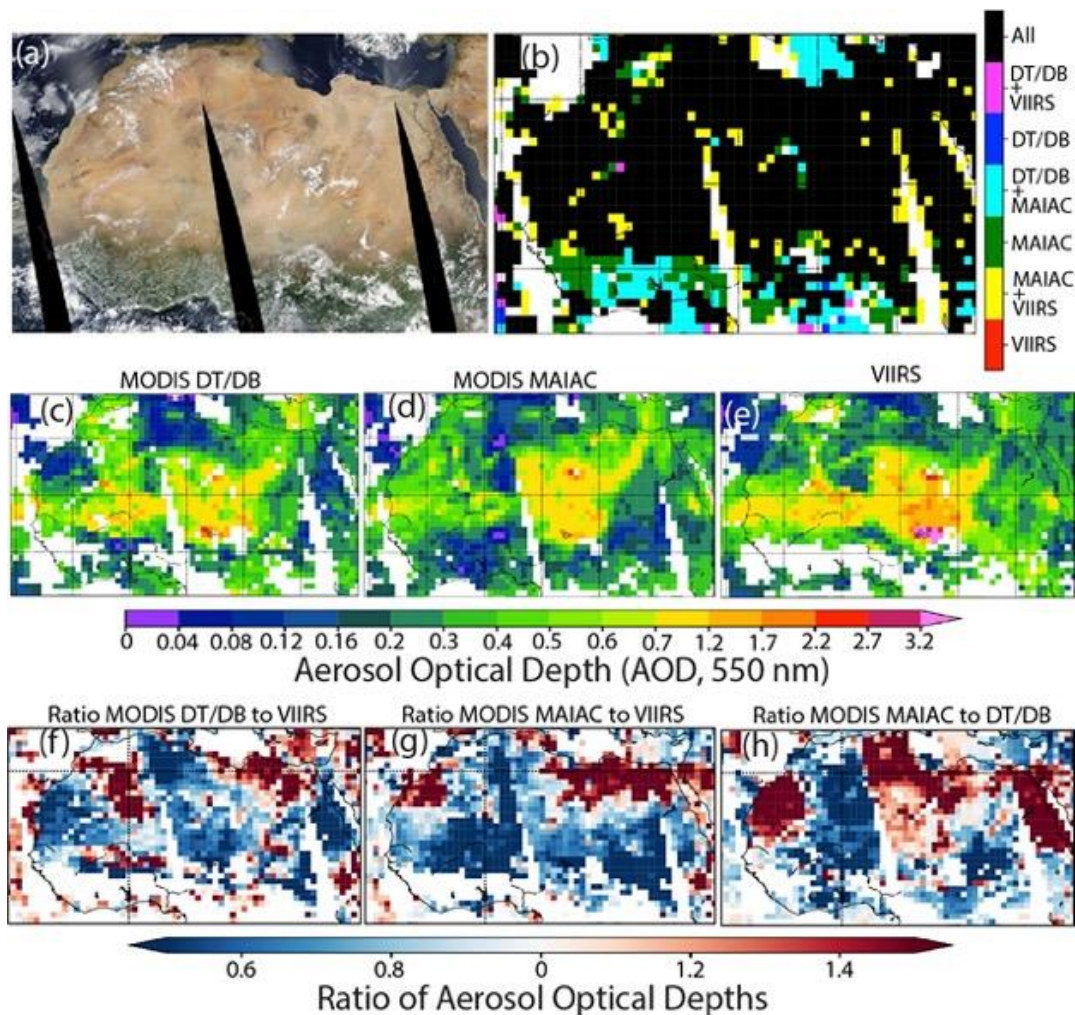 (a)
(b)
All
DT/DB
+
VIIRS
DT/DB
DT/DB
+
MAIAC
MAIAC
MAIAC
+
VIIRS
VIIRS
MODIS DT/DB
MODIS MAIAC
VIIRS
(c)
(d)
(e)
0 0.04 0.08 0.12 0.16 0.2 0.3 0.4 0.5 0.6 0.7 1.2 1.7 2.2 2.7 3.2
Aerosol Optical Depth (AOD, 550 nm)
Ratio MODIS DT/DB to VIIRS
Ratio MODIS MAIAC to VIIRS
Ratio MODIS MAIAC to DT/DB
(f)
(g)
(h)
0.6 0.8 0 1.2 1.4
Ratio of Aerosol Optical Depths